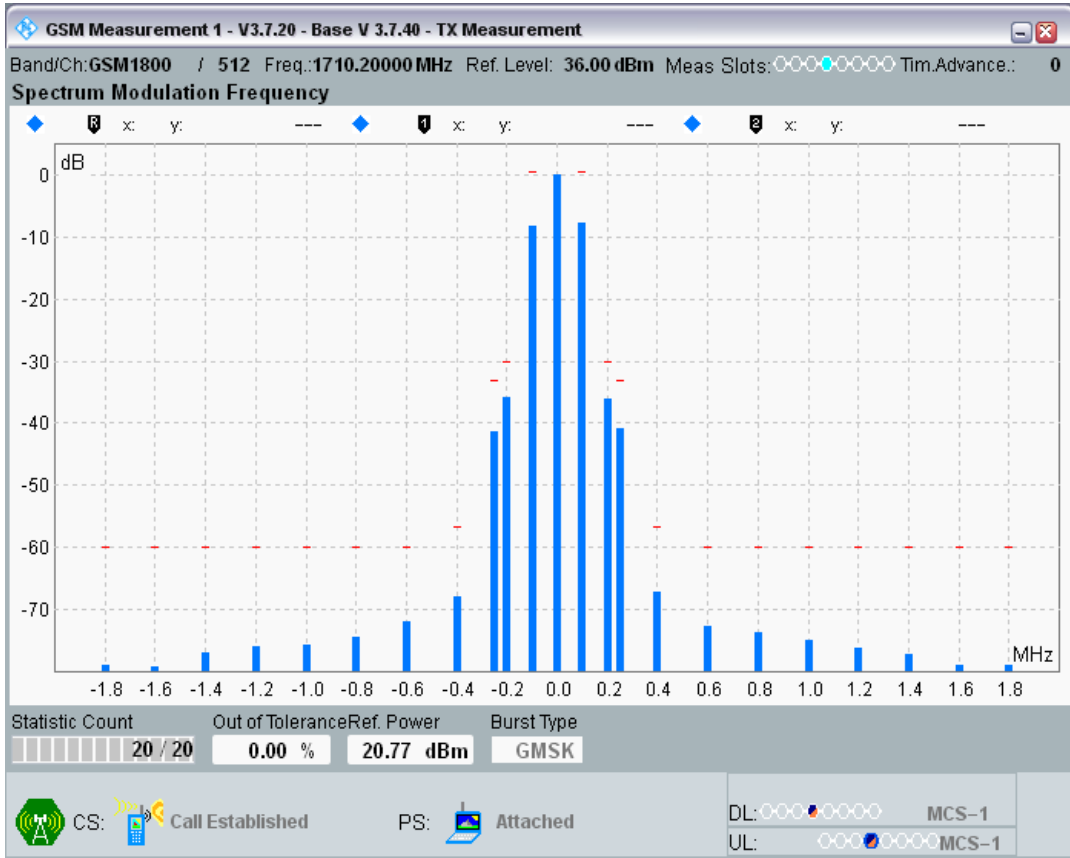 GSM Measurement 1 - V3.7.20 - Base V 3.7.40 - TX Measurement
Band/Ch:GSM1800 / 512 Freq.:1710.20000 MHz Ref. Level: 36.00 dBm Meas Slots: Tim.Advance.: 0
Spectrum Modulation Frequency
R x: y: --- 1 x: y: --- 2 x: y: ---
dB
0
-10
-20
-30
-40
-50
-60
-70
MHz
-1.8 -1.6 -1.4 -1.2 -1.0 -0.8 -0.6 -0.4 -0.2 0.0 0.2 0.4 0.6 0.8 1.0 1.2 1.4 1.6 1.8
Statistic Count Out of Tolerance Ref. Power Burst Type
20 / 20 0.00 % 20.77 dBm GMSK
CS: Call Established PS: Attached
DL: MCS-1
UL: MCS-1